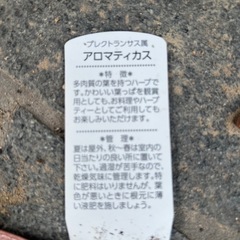 プレクトランサス属
アロマティカス
★特徴★
多肉質の葉を持つハーブで
す。かわいい葉っぱを観賞
用としても、お料理やハーブ
ティーとしてご利用しても
お楽しみいただけます。
★管理★
夏は屋外、秋〜春は室内の
日当たりの良い所に置いて下
さい。過湿が苦手なので、
乾燥気味に管理します。
特に肥料はいりませんが、葉
色が悪いときに根元に薄
い液肥を施しましょう。